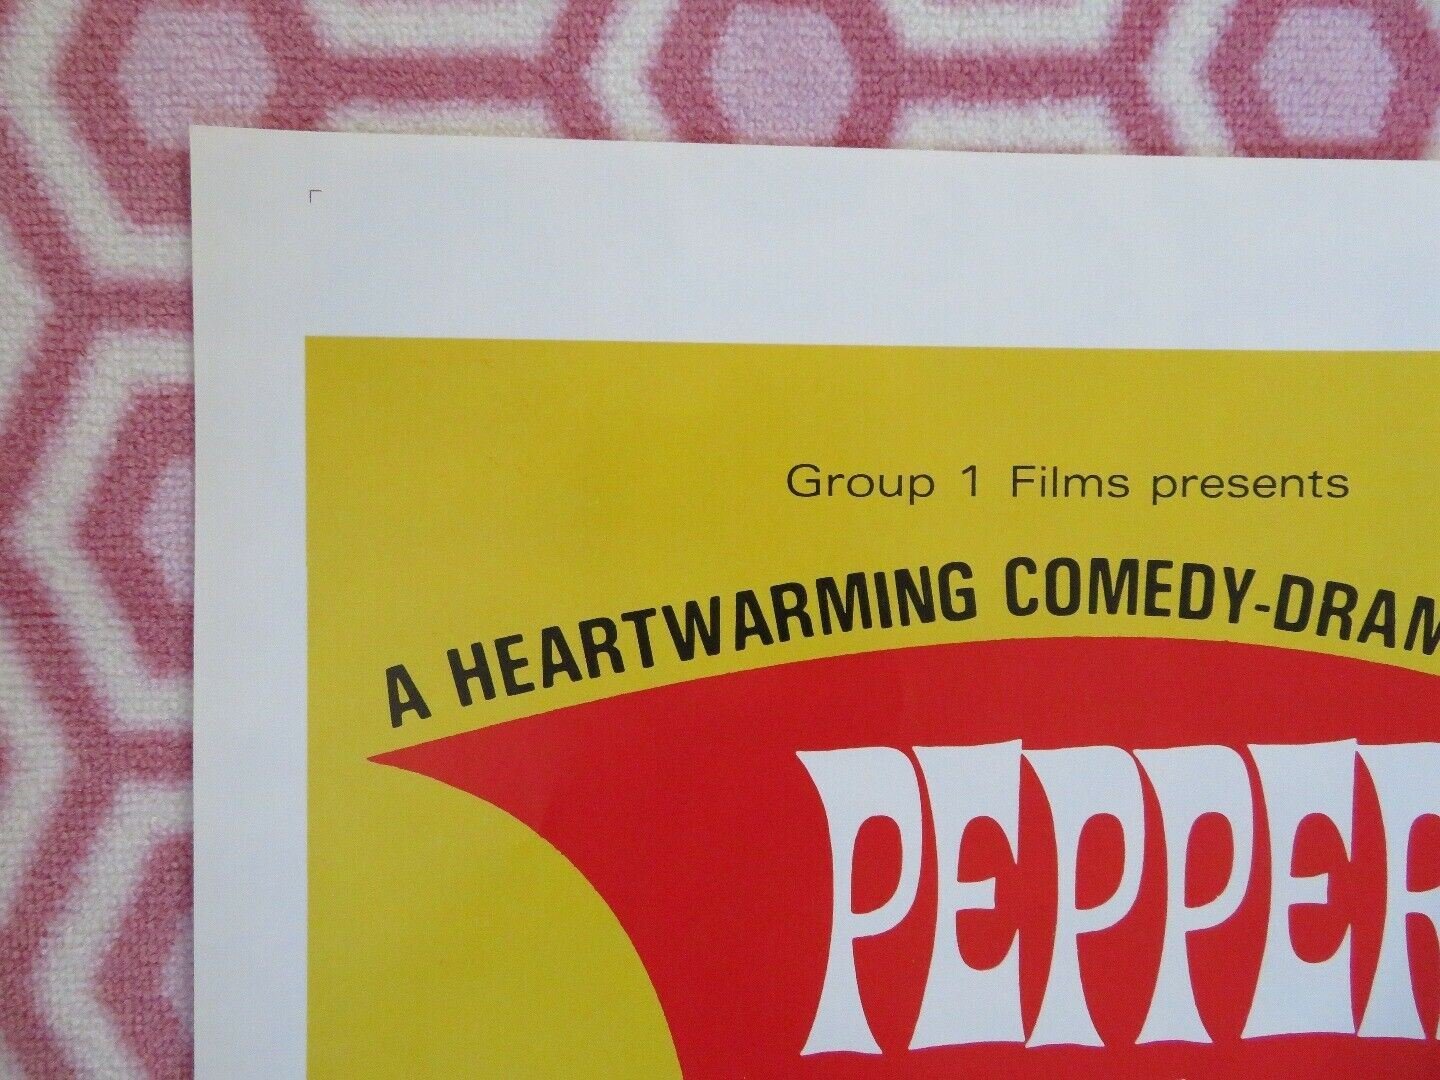 Group 1 Films presents
A HEARTWARMING COMEDY-DRAM
PEPPER